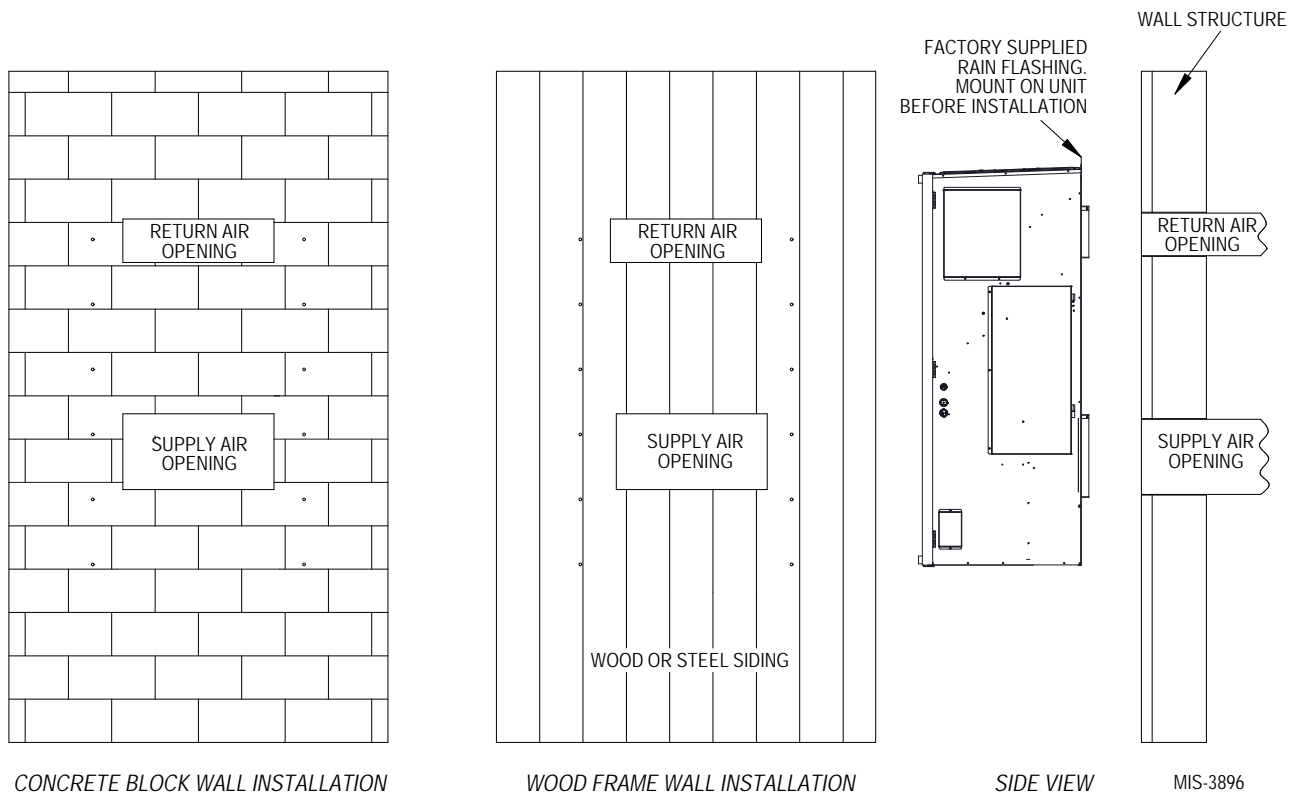 WALL STRUCTURE
FACTORY SUPPLIED
RAIN FLASHING.
MOUNT ON UNIT
BEFORE INSTALLATION
RETURN AIR
OPENING
RETURN AIR
OPENING
RETURN AIR
OPENING
SUPPLY AIR
OPENING
SUPPLY AIR
OPENING
SUPPLY AIR
OPENING
WOOD OR STEEL SIDING
CONCRETE BLOCK WALL INSTALLATION
WOOD FRAME WALL INSTALLATION
SIDE VIEW
MIS-3896